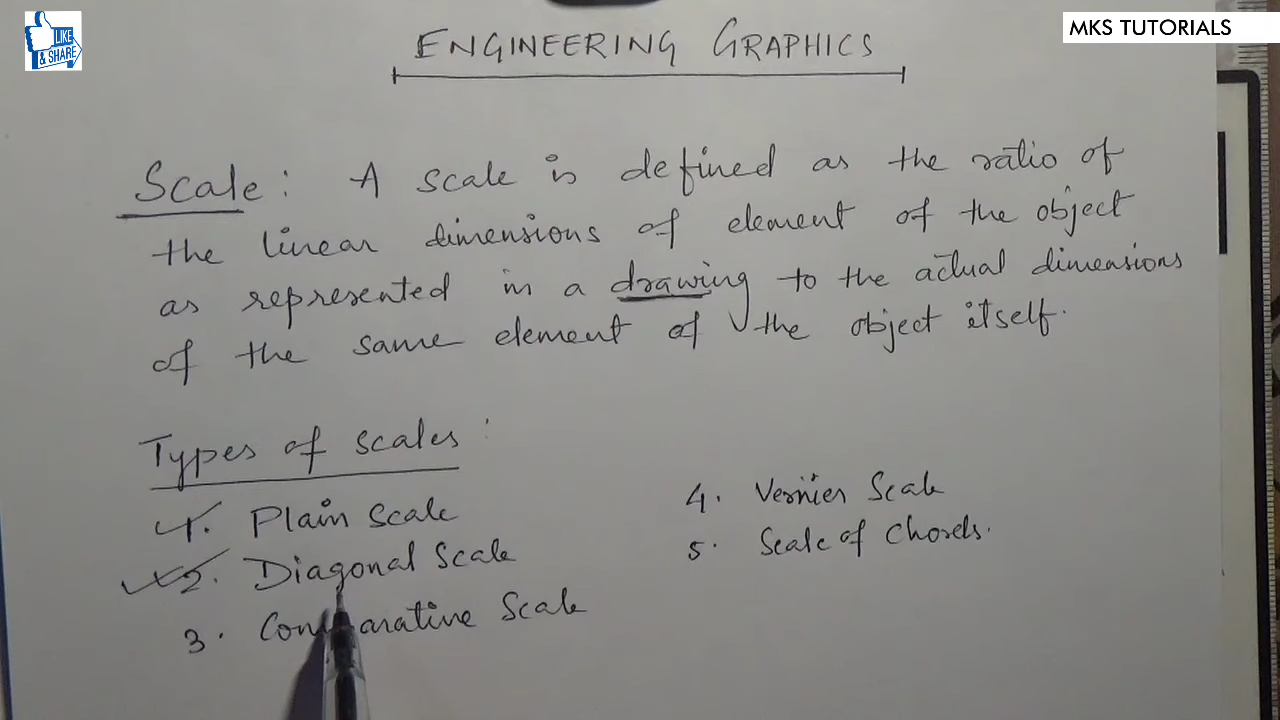 LIKE
& SHARE
MKS TUTORIALS
ENGINEERING GRAPHICS
Scale : A scale is defined as the ratio of
the linear dimensions of element of the object
as represented in a drawing to the actual dimensions
of the same element of the object itself.
Types of scales :
1. Plain Scale
2. Diagonal Scale
3. Comparative Scale
4. Vernier Scale
5. Scale of Chords.